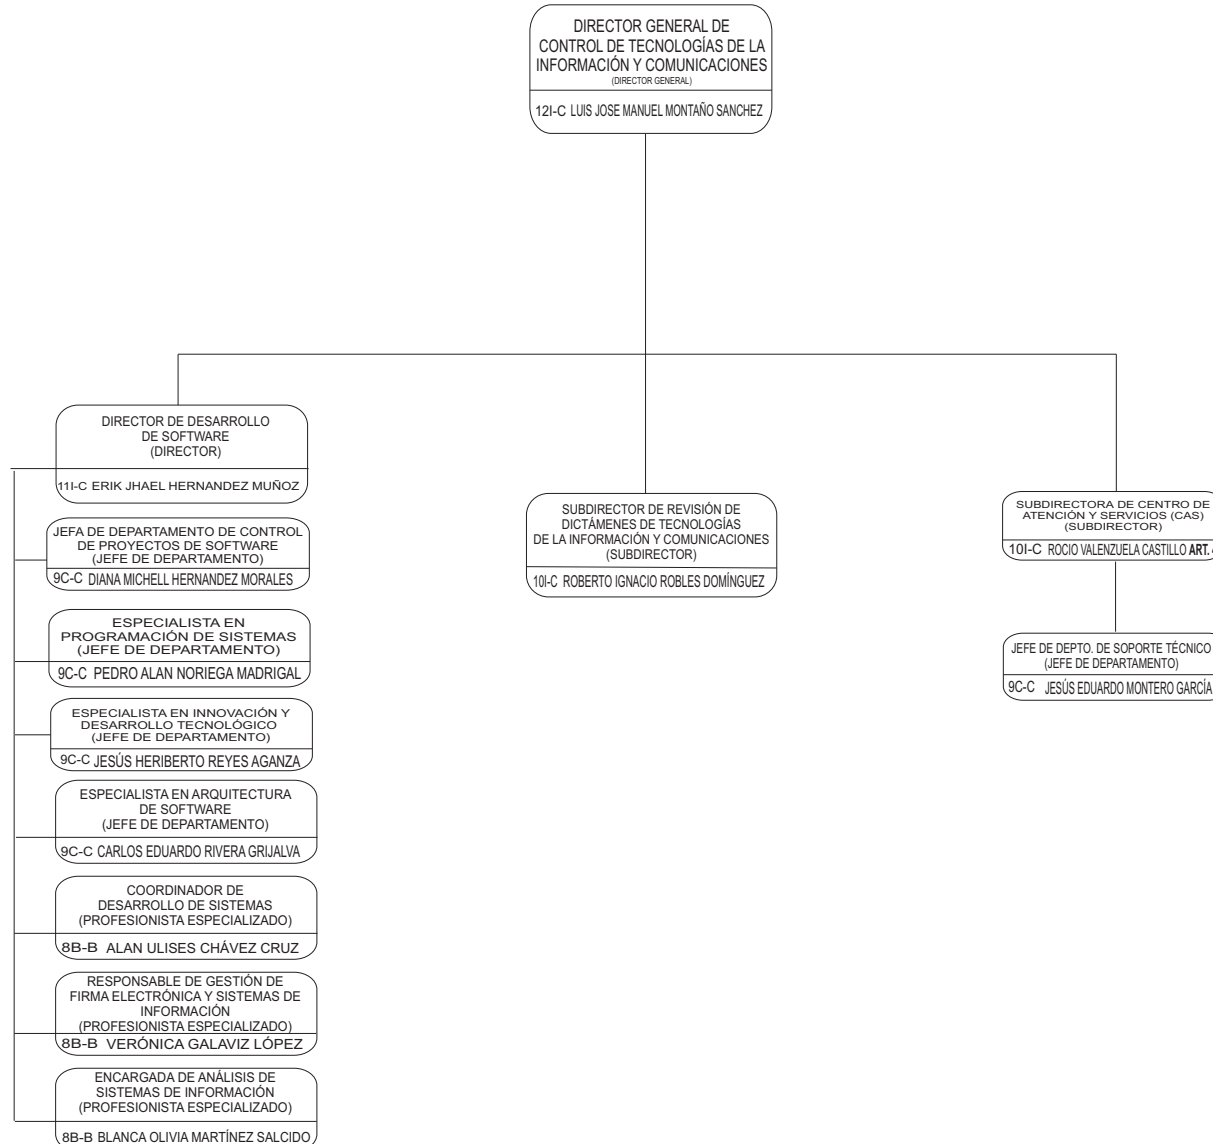 DIRECTOR GENERAL DE
CONTROL DE TECNOLOGÍAS DE LA
INFORMACIÓN Y COMUNICACIONES
(DIRECTOR GENERAL)
12I-C LUIS JOSE MANUEL MONTAÑO SANCHEZ
DIRECTOR DE DESARROLLO
DE SOFTWARE
(DIRECTOR)
11I-C ERIK JHAEL HERNANDEZ MUÑOZ
JEFA DE DEPARTAMENTO DE CONTROL
DE PROYECTOS DE SOFTWARE
(JEFE DE DEPARTAMENTO)
9C-C DIANA MICHELL HERNANDEZ MORALES
ESPECIALISTA EN
PROGRAMACIÓN DE SISTEMAS
(JEFE DE DEPARTAMENTO)
9C-C PEDRO ALAN NORIEGA MADRIGAL
ESPECIALISTA EN INNOVACIÓN Y
DESARROLLO TECNOLÓGICO
(JEFE DE DEPARTAMENTO)
9C-C JESÚS HERIBERTO REYES AGANZA
ESPECIALISTA EN ARQUITECTURA
DE SOFTWARE
(JEFE DE DEPARTAMENTO)
9C-C CARLOS EDUARDO RIVERA GRIJALVA
COORDINADOR DE
DESARROLLO DE SISTEMAS
(PROFESIONISTA ESPECIALIZADO)
8B-B ALAN ULISES CHÁVEZ CRUZ
RESPONSABLE DE GESTIÓN DE
FIRMA ELECTRÓNICA Y SISTEMAS DE
INFORMACIÓN
(PROFESIONISTA ESPECIALIZADO)
8B-B VERÓNICA GALAVIZ LÓPEZ
ENCARGADA DE ANÁLISIS DE
SISTEMAS DE INFORMACIÓN
(PROFESIONISTA ESPECIALIZADO)
8B-B BLANCA OLIVIA MARTÍNEZ SALCIDO
SUBDIRECTOR DE REVISIÓN DE
DICTÁMENES DE TECNOLOGÍAS
DE LA INFORMACIÓN Y COMUNICACIONES
(SUBDIRECTOR)
10I-C ROBERTO IGNACIO ROBLES DOMÍNGUEZ
SUBDIRECTORA DE CENTRO DE
ATENCIÓN Y SERVICIOS (CAS)
(SUBDIRECTOR)
10I-C ROCIO VALENZUELA CASTILLO ART.
JEFE DE DEPTO. DE SOPORTE TÉCNICO
(JEFE DE DEPARTAMENTO)
9C-C JESÚS EDUARDO MONTERO GARCÍA